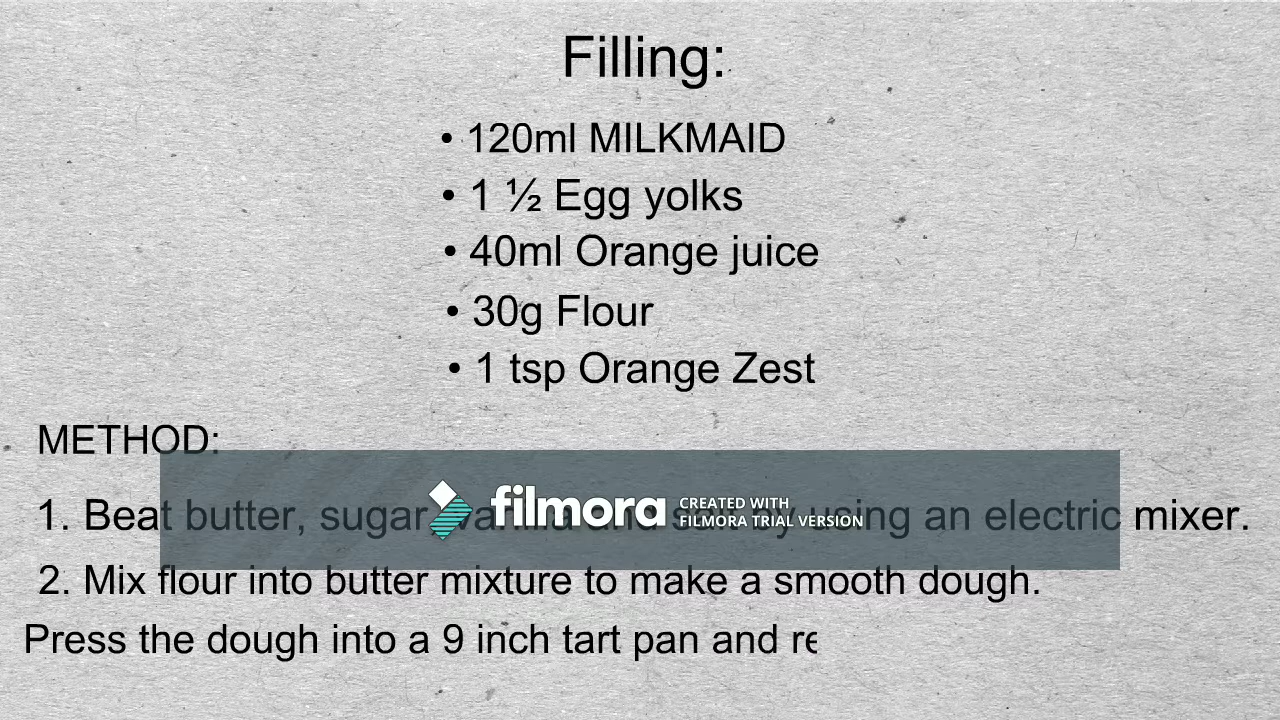 Filling:
• 120ml MILKMAID
• 1 ½ Egg yolks
• 40ml Orange juice
• 30g Flour
• 1 tsp Orange Zest
METHOD:
1. Beat butter, sugar by using an electric mixer.
filmora CREATED WITH
FILMORA TRIAL VERSION
2. Mix flour into butter mixture to make a smooth dough.
Press the dough into a 9 inch tart pan and